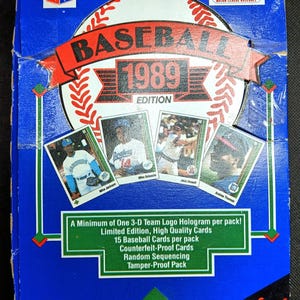 BASEBALL
1989
EDITION
A Minimum of One 3-D Team Logo Hologram per pack!
Limited Edition, High Quality Cards
15 Baseball Cards per pack
Counterfeit-Proof Cards
Random Sequencing
Tamper-Proof Pack